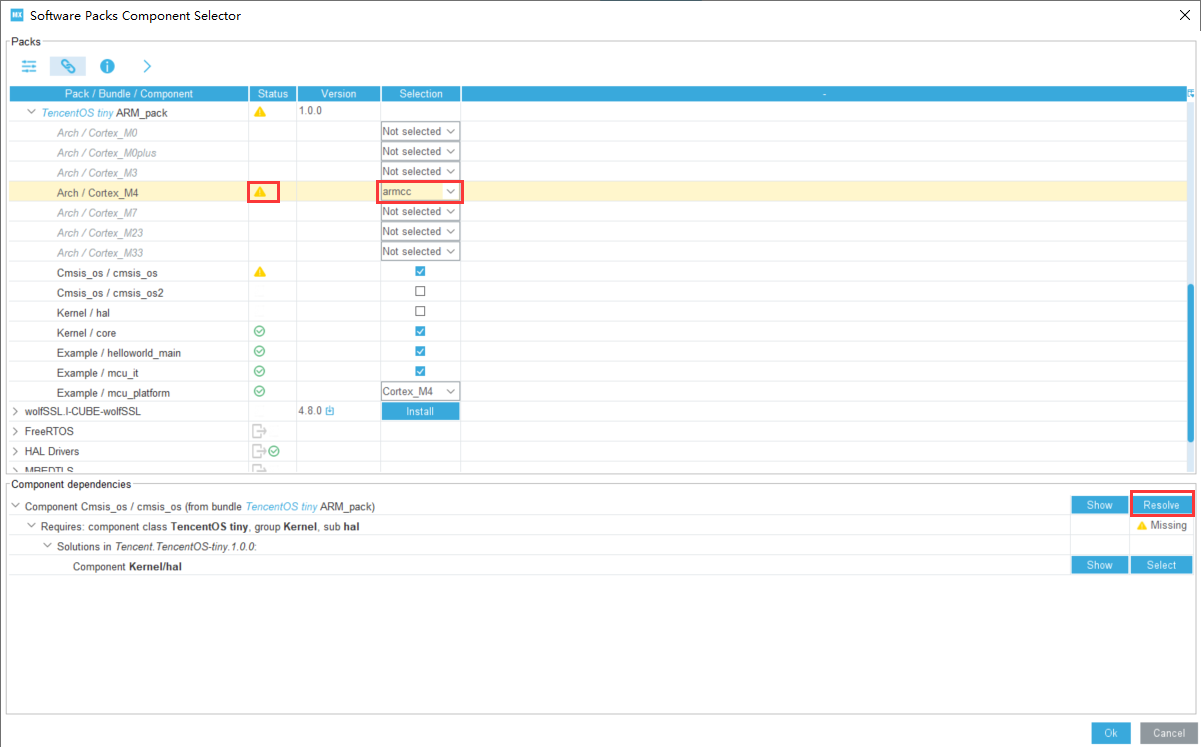 MX Software Packs Component Selector
Packs
Pack / Bundle / Component Status Version Selection -
TencentOS tiny ARM_pack 1.0.0
Arch / Cortex_M0 Not selected
Arch / Cortex_M0plus Not selected
Arch / Cortex_M3 Not selected
Arch / Cortex_M4 armcc
Arch / Cortex_M7 Not selected
Arch / Cortex_M23 Not selected
Arch / Cortex_M33 Not selected
Cmsis_os / cmsis_os
Cmsis_os / cmsis_os2
Kernel / hal
Kernel / core
Example / helloworld_main
Example / mcu_it
Example / mcu_platform Cortex_M4
wolfSSL.I-CUBE-wolfSSL 4.8.0 Install
FreeRTOS
HAL Drivers
MBEDTLS
Component dependencies
Component Cmsis_os / cmsis_os (from bundle TencentOS tiny ARM_pack) Show Resolve
Requires: component class TencentOS tiny, group Kernel, sub hal Missing
Solutions in Tencent.TencentOS-tiny.1.0.0:
Component Kernel/hal Show Select
Ok Cancel